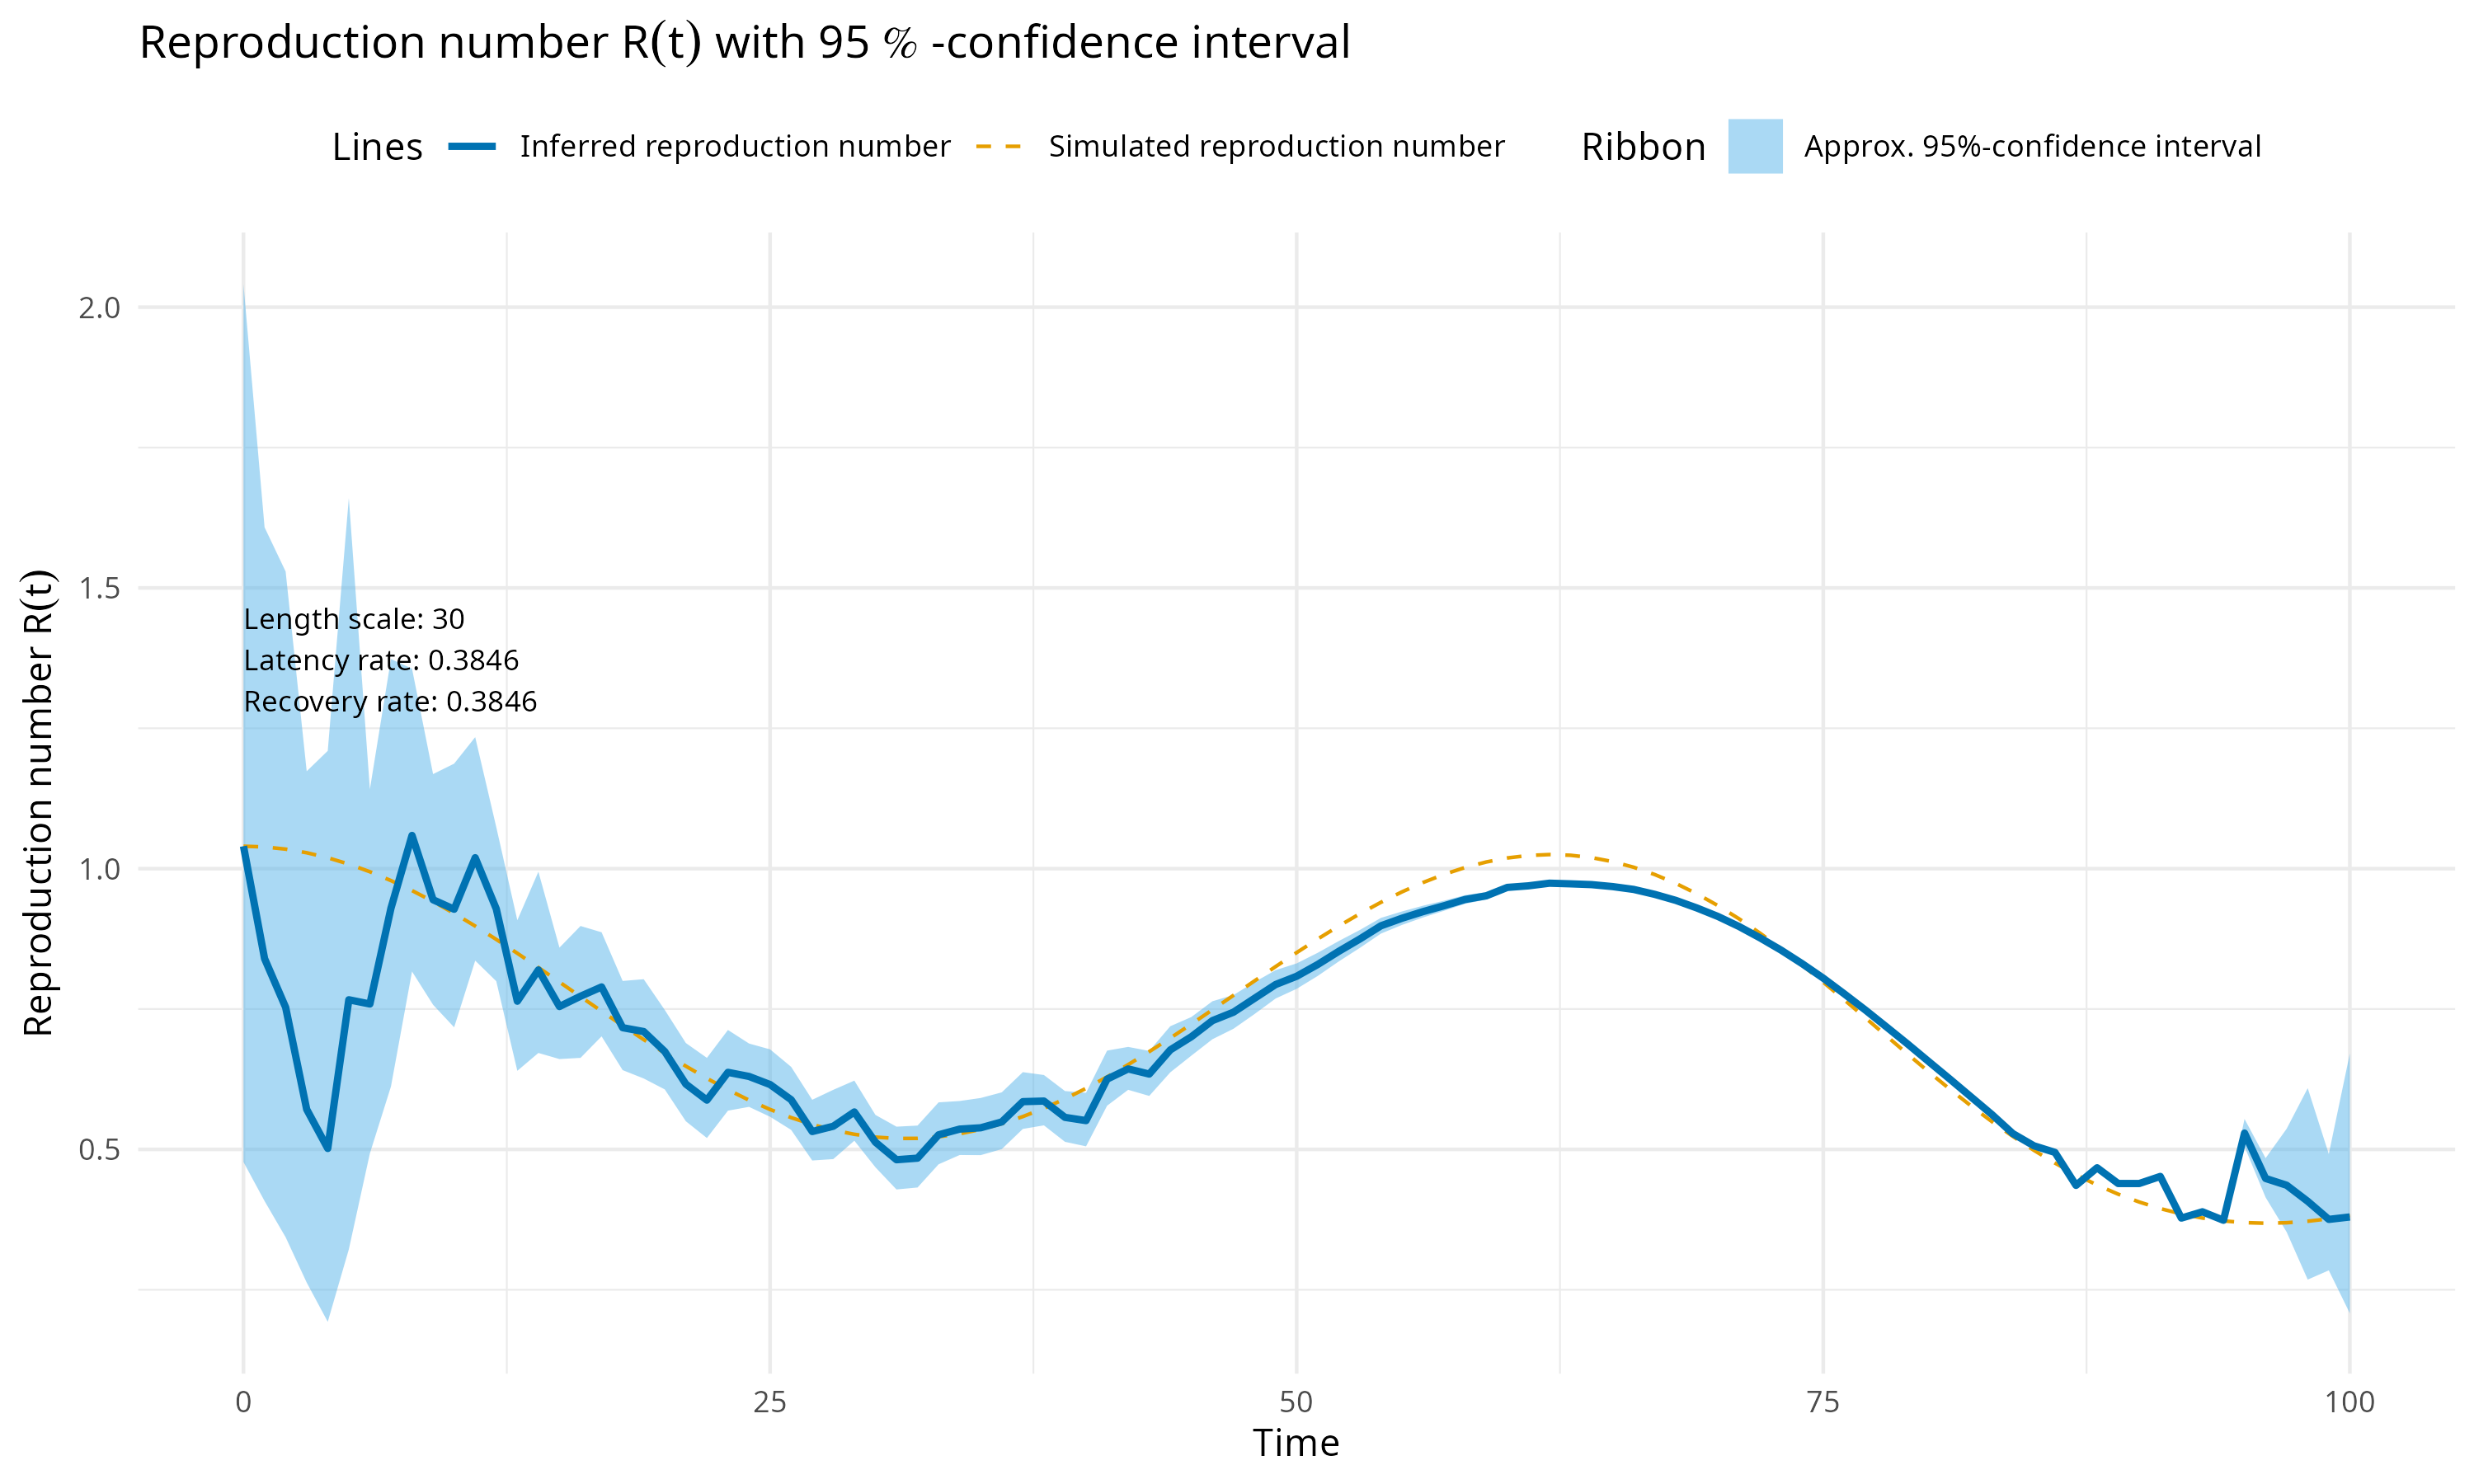 Reproduction number R(t) with 95 % -confidence interval
Lines Inferred reproduction number Simulated reproduction number Ribbon Approx. 95%-confidence interval
Reproduction number R(t)
2.0
1.5
1.0
0.5
Length scale: 30
Latency rate: 0.3846
Recovery rate: 0.3846
0 25 50 75 100
Time